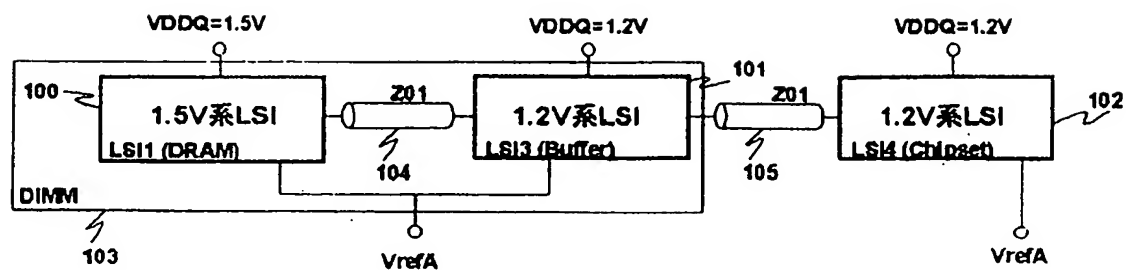 VDDQ=1.5V
VDDQ=1.2V
VDDQ=1.2V
100
101
102
1.5V系LSI
Z01
1.2V系LSI
Z01
1.2V系LSI
LSI1 (DRAM)
104
LSI3 (Buffer)
105
LSI4 (Chipset)
DIMM
103
VrefA
VrefA